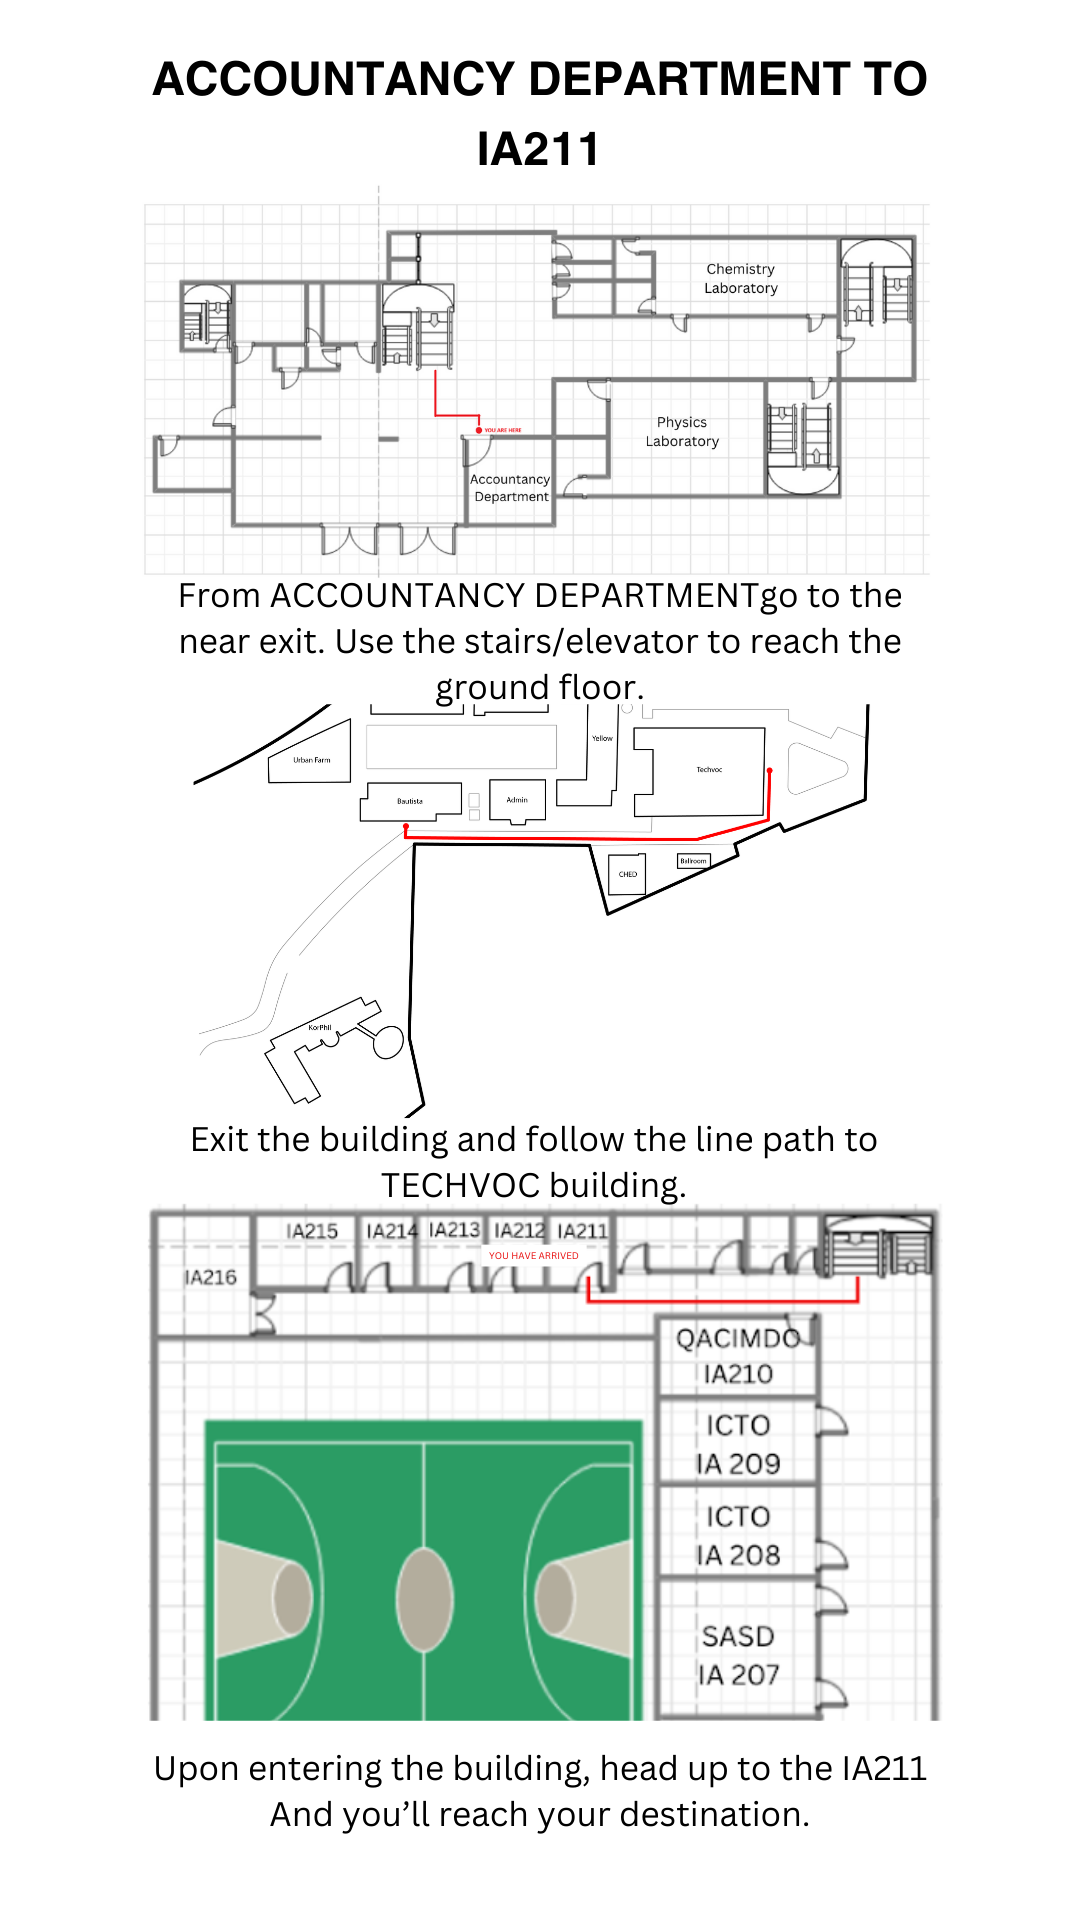 ACCOUNTANCY DEPARTMENT TO
IA211
Chemistry
Laboratory
Physics
Laboratory
YOU ARE HERE
Accountancy
Department
From ACCOUNTANCY DEPARTMENTgo to the
near exit. Use the stairs/elevator to reach the
ground floor.
Urban Farm
Yellow
Techvoc
Bautista
Admin
CHED
Ballroom
KorPhil
Exit the building and follow the line path to
TECHVOC building.
IA215
IA214
IA213
IA212
IA211
YOU HAVE ARRIVED
IA216
QACIMDO
IA210
ICTO
IA 209
ICTO
IA 208
SASD
IA 207
Upon entering the building, head up to the IA211
And you’ll reach your destination.